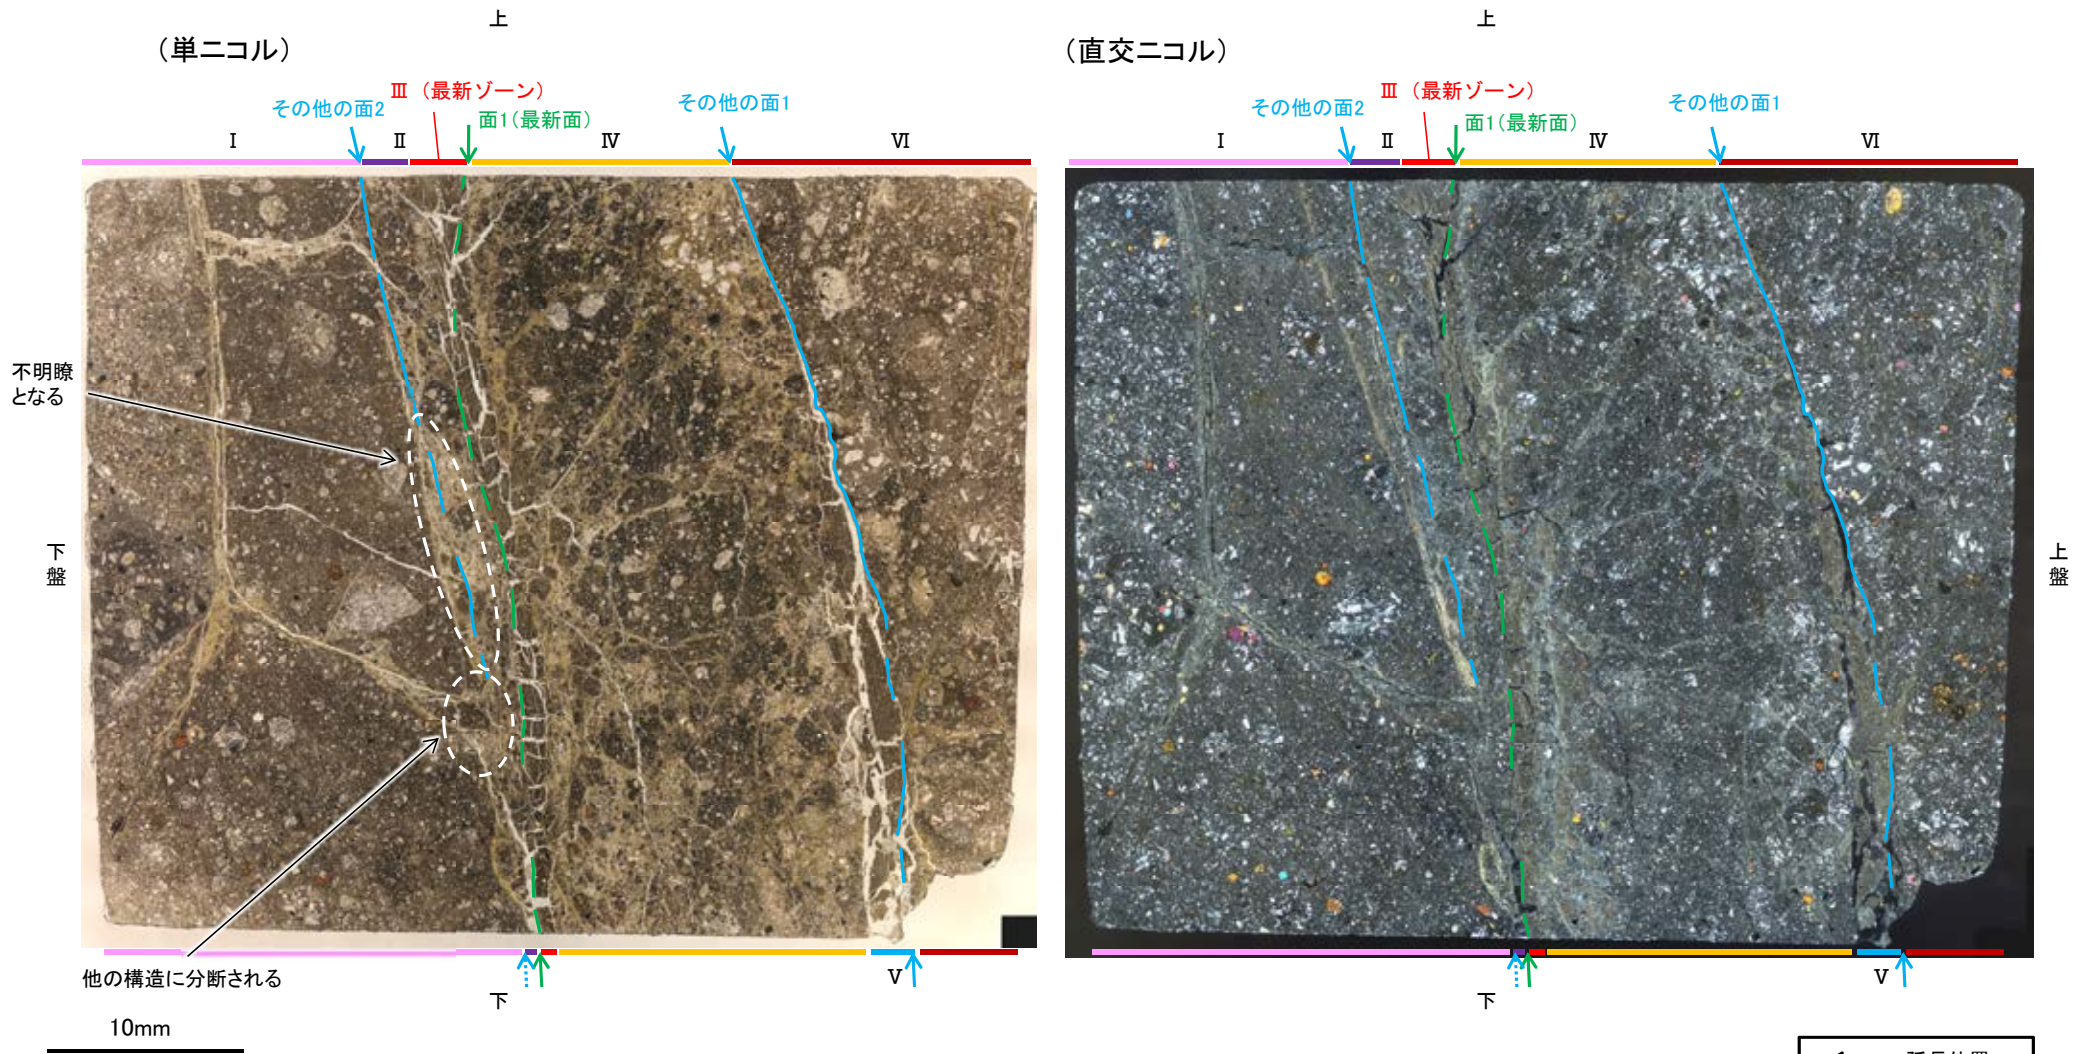 上
(単ニコル)
Ⅲ (最新ゾーン)
その他の面2
その他の面1
面1(最新面)
Ⅰ
Ⅱ
Ⅳ
Ⅵ
不明瞭
となる
下
盤
他の構造に分断される
Ⅴ
下
10mm
上
(直交ニコル)
Ⅲ (最新ゾーン)
その他の面2
その他の面1
面1(最新面)
Ⅰ
Ⅱ
Ⅳ
Ⅵ
上
盤
Ⅴ
下